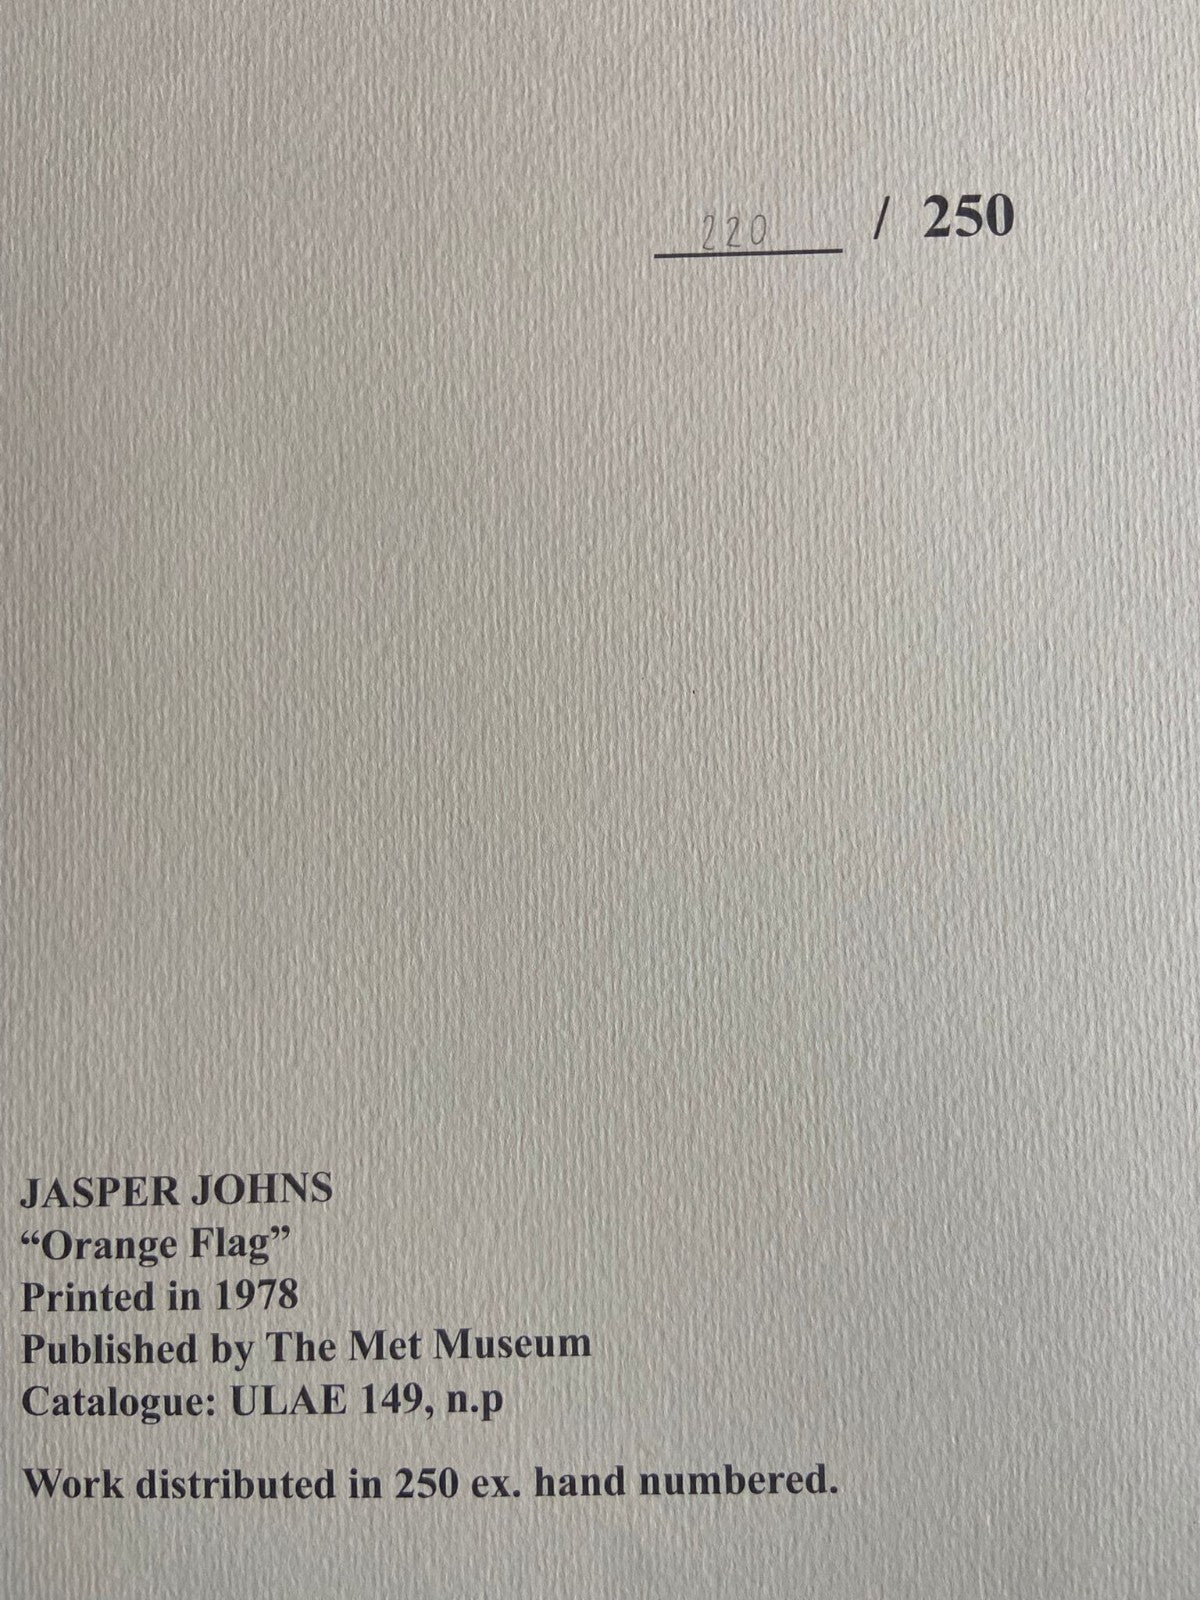 220 / 250
JASPER JOHNS
“Orange Flag”
Printed in 1978
Published by The Met Museum
Catalogue: ULAE 149, n.p
Work distributed in 250 ex. hand numbered.